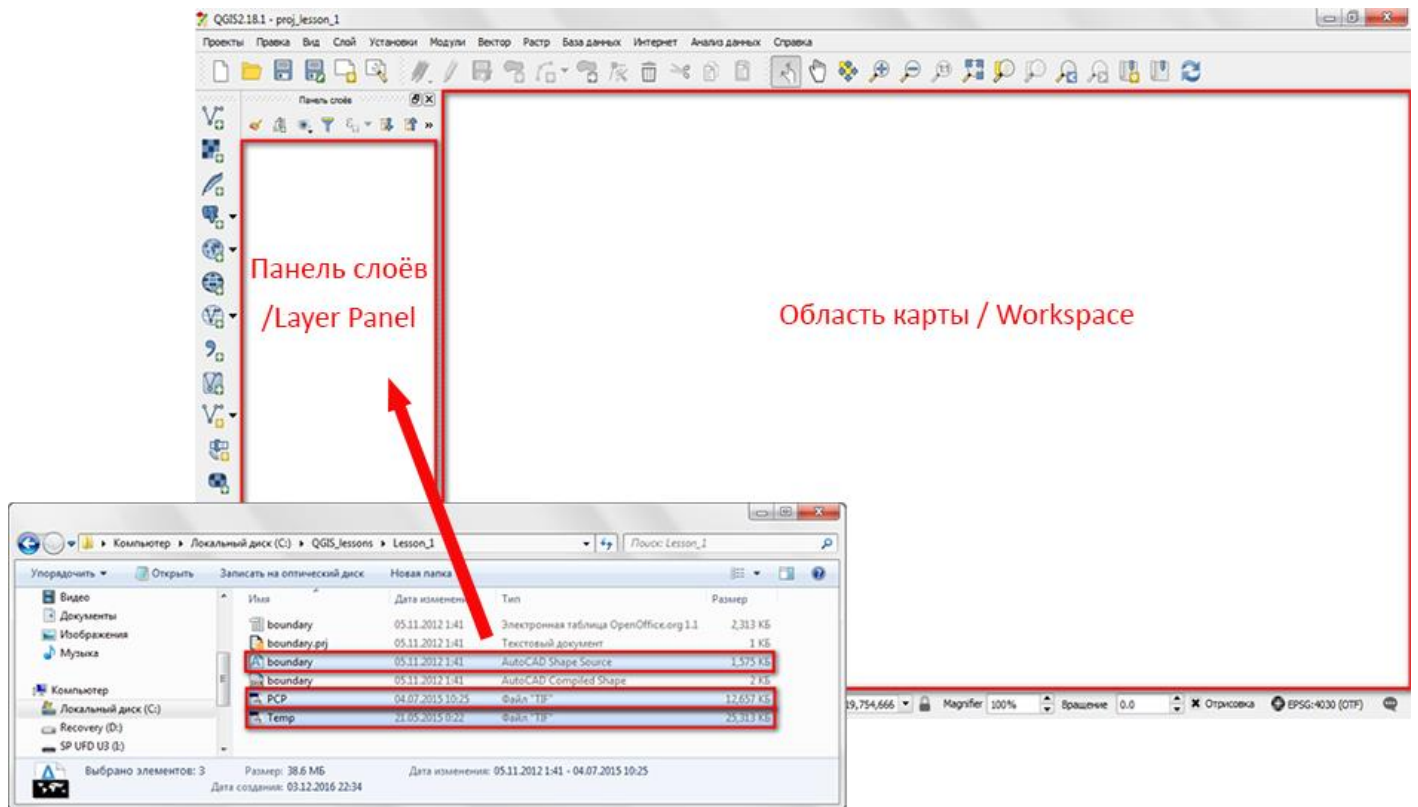 QGIS2.18.1 - proj_lesson_1
Проекты Правка Вид Слой Установки Модули Вектор Растр База данных Интернет Анализ данных Справка
Панель слоёв
Панель слоёв
/Layer Panel
Область карты / Workspace
Компьютер Локальный диск (C:) QGIS_lessons Lesson_1
Поиск: Lesson_1
Упорядочить Открыть Записать на оптический диск Новая папка
Видео
Документы
Изображения
Музыка
Компьютер
Локальный диск (C:)
Recovery (D:)
SP UFD U3 (I:)
Имя Дата изменения Тип Размер
boundary 05.11.2012 1:41 Электронная таблица OpenOffice.org 1.1 2,313 КБ
boundary.prj 05.11.2012 1:41 Текстовый документ 1 КБ
boundary 05.11.2012 1:41 AutoCAD Shape Source 1,575 КБ
boundary 05.11.2012 1:41 AutoCAD Compiled Shape 2 КБ
PCP 04.07.2015 10:25 Файл "TIF" 12,657 КБ
Temp 21.05.2015 0:22 Файл "TIF" 25,313 КБ
Выбрано элементов: 3 Размер: 38.6 МБ Дата изменения: 05.11.2012 1:41 - 04.07.2015 10:25
Дата создания: 03.12.2016 22:34
19,754,666 Magnifier 100% Вращение 0.0 Отрисовка EPSG:4030 (OTF)